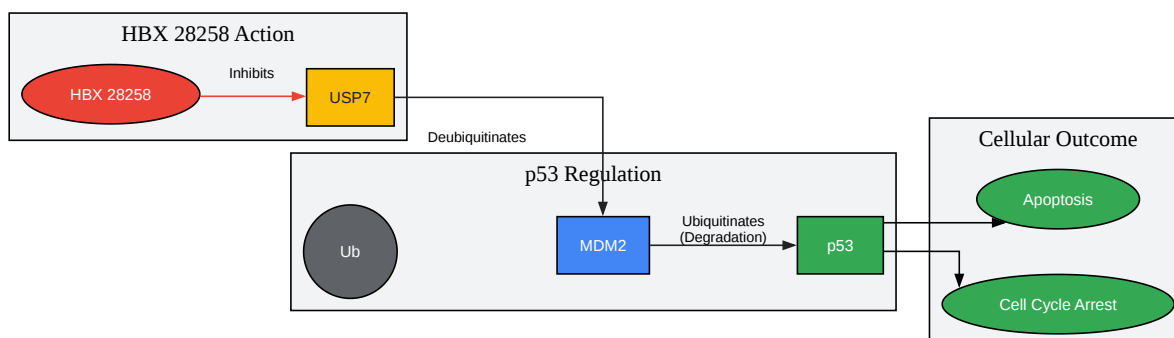 HBX 28258 Action
Inhibits
HBX 28258
USP7
Deubiquitinates
p53 Regulation
Ub
MDM2
Ubiquitinates
(Degradation)
p53
Cellular Outcome
Apoptosis
Cell Cycle Arrest